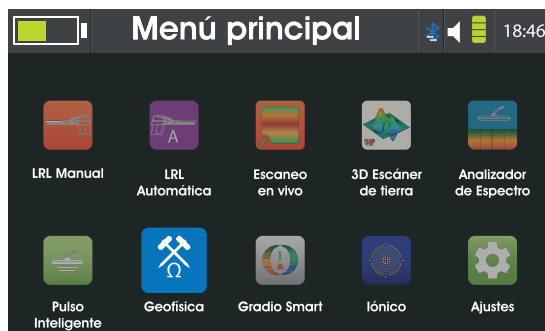 Menú principal
18:46
A
LRL Manual
LRL
Automática
Escaneo
en vivo
3D Escáner
de tierra
Analizador
de Espectro
Ω
Pulso
Inteligente
Geofísica
Gradio Smart
Iónico
Ajustes